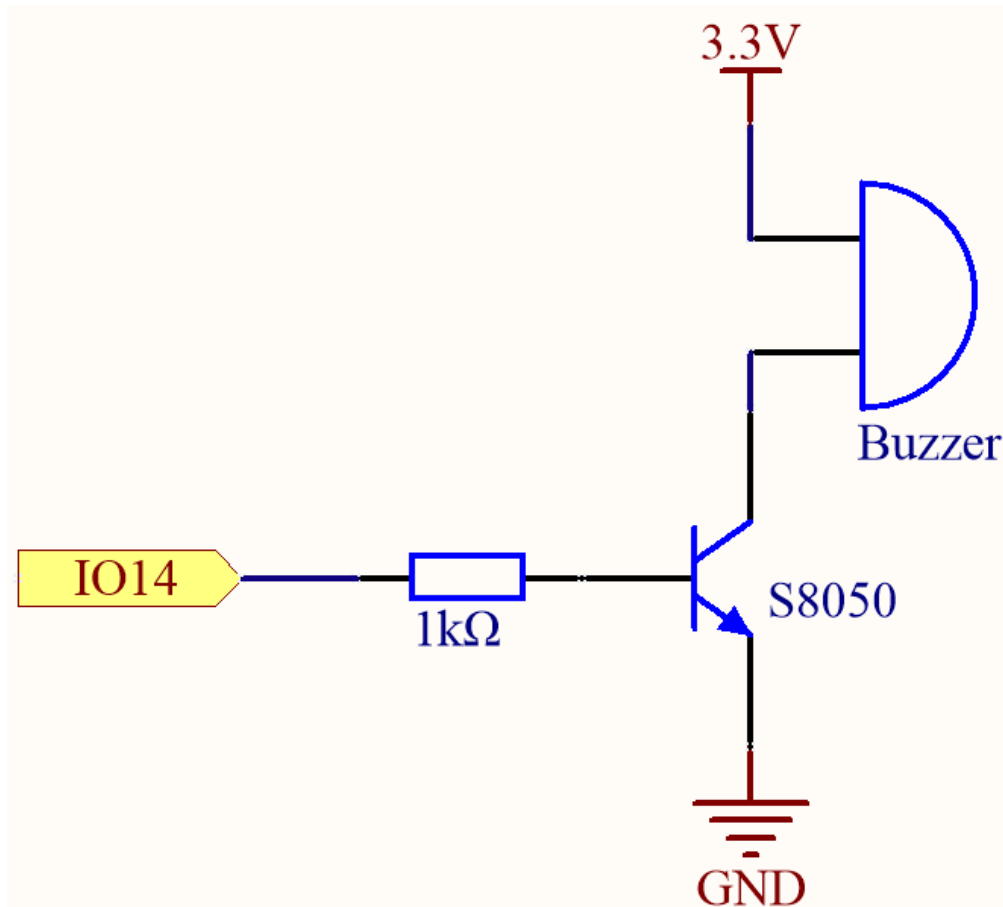 3.3V
Buzzer
IO14
1kΩ
S8050
GND